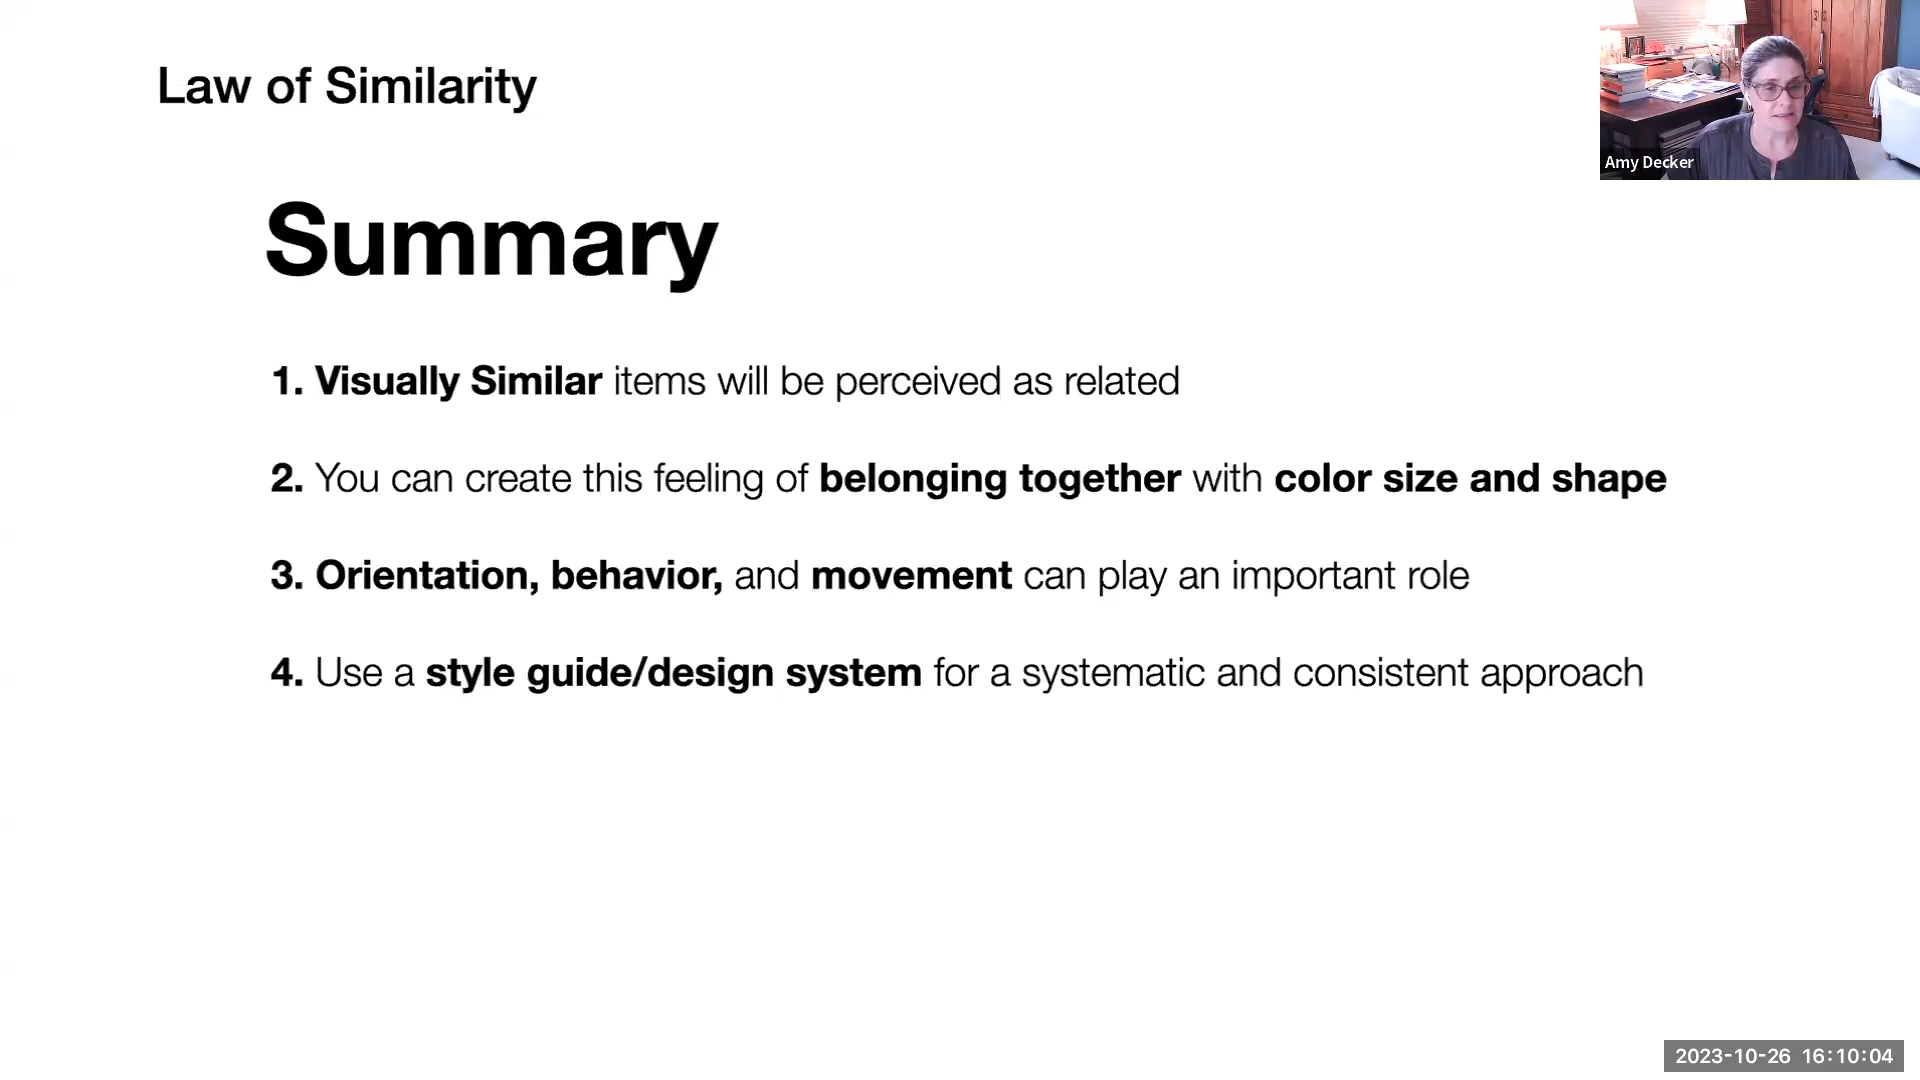 Law of Similarity
Amy Decker
Summary
1. Visually Similar items will be perceived as related
2. You can create this feeling of belonging together with color size and shape
3. Orientation, behavior, and movement can play an important role
4. Use a style guide/design system for a systematic and consistent approach
2023-10-26 16:10:04